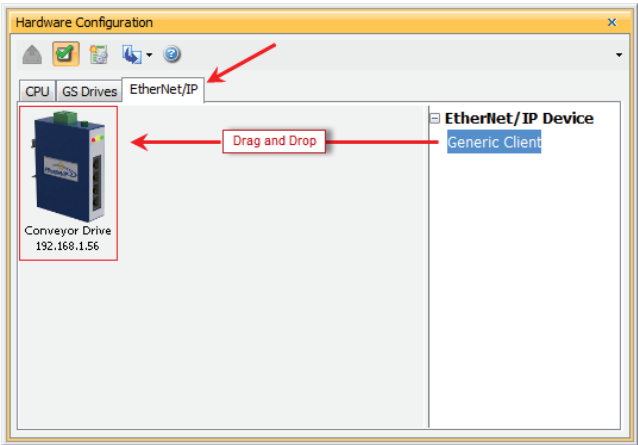 Hardware Configuration
CPU GS Drives EtherNet/IP
EtherNet/IP Device
Generic Client
Drag and Drop
Conveyor Drive
192.168.1.56